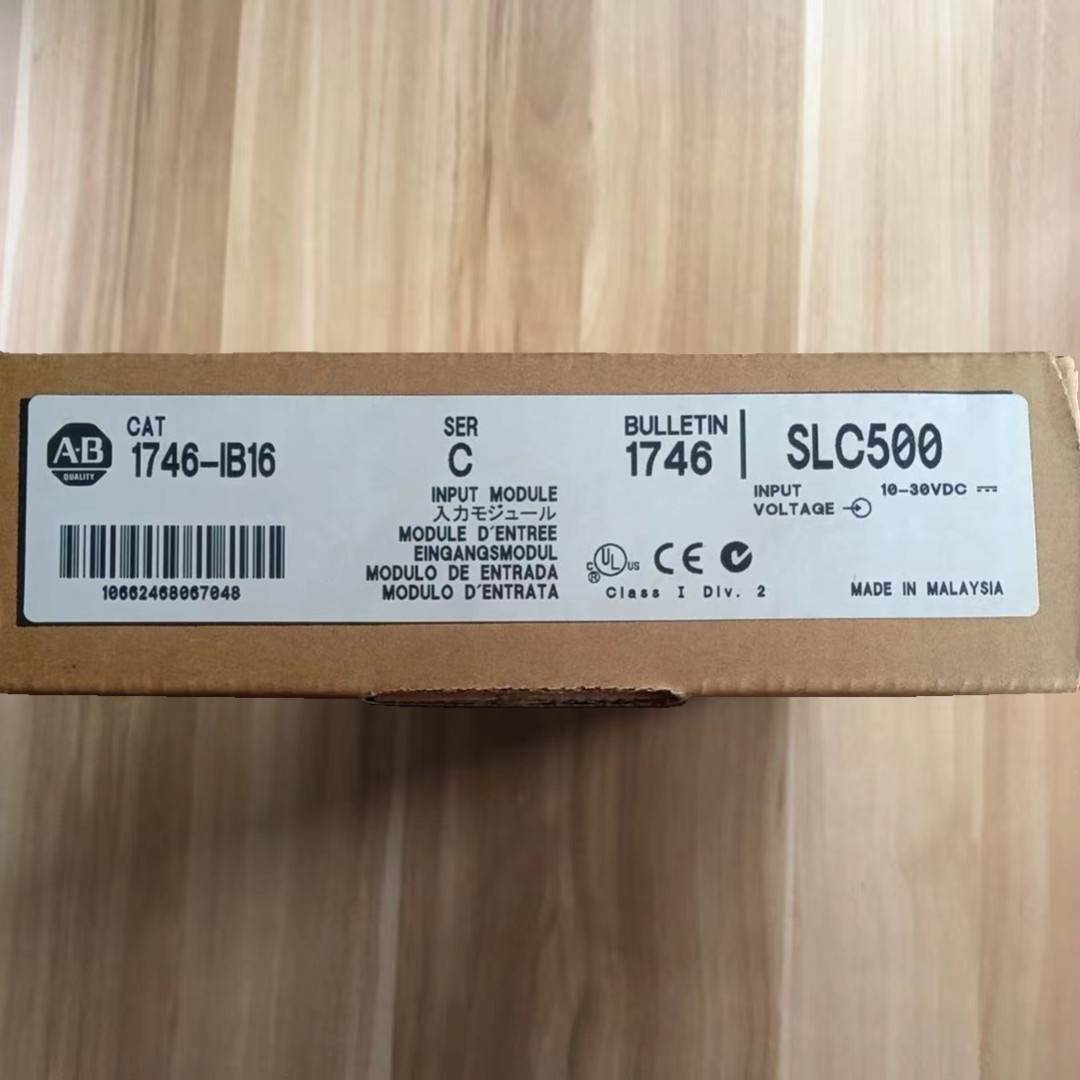 A-B
QUALITY
CAT
1746-IB16
10662468067048
SER
C
INPUT MODULE
入力モジュール
MODULE D'ENTREE
EINGANGSMODUL
MODULO DE ENTRADA
MODULO D'ENTRATA
BULLETIN
1746
SLC500
INPUT
VOLTAGE
10-30VDC
C UL US
®
CE
Class I Div. 2
MADE IN MALAYSIA